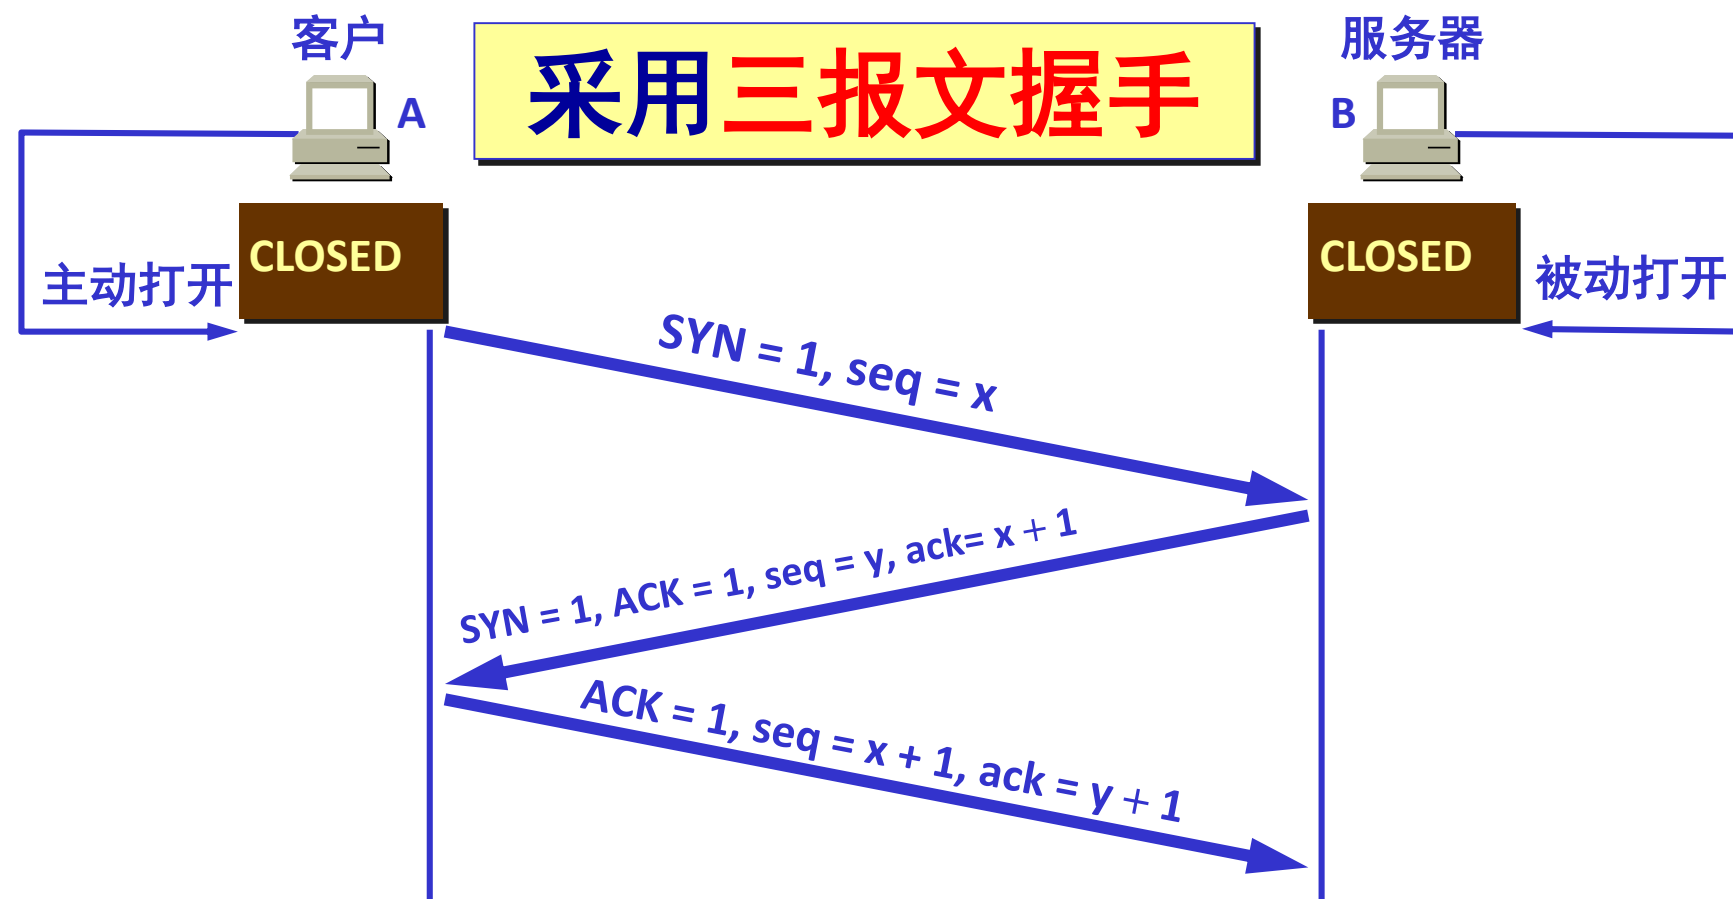 客户
采用三报文握手
服务器
A
B
CLOSED
CLOSED
主动打开
被动打开
SYN = 1, seq = x
SYN = 1, ACK = 1, seq = y, ack= x + 1
ACK = 1, seq = x + 1, ack = y + 1